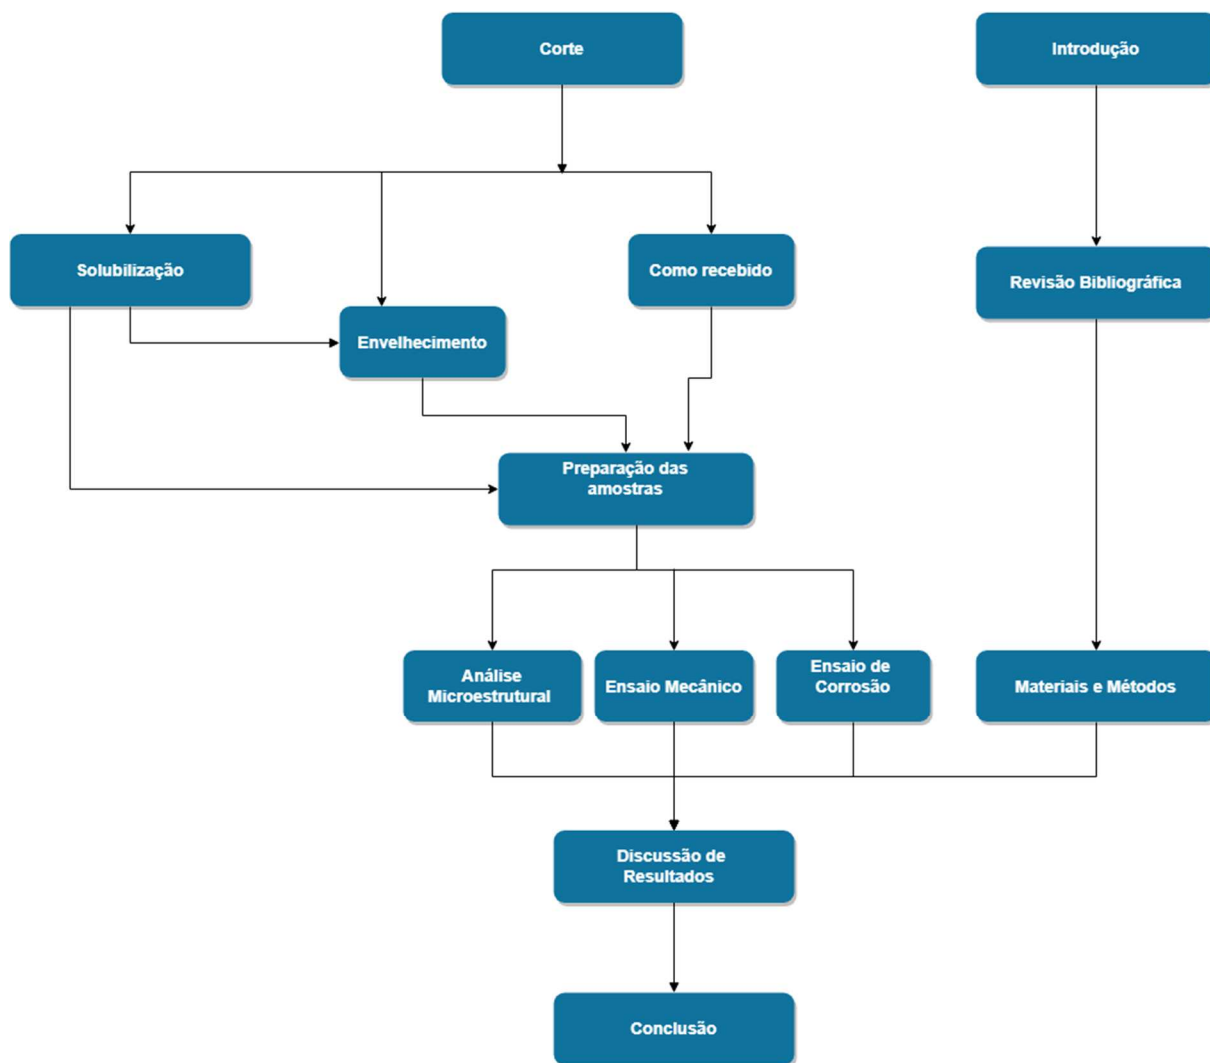 Corte
Introdução
Solubilização
Como recebido
Revisão Bibliográfica
Envelhecimento
Preparação das
amostras
Análise
Microestrutural
Ensaio Mecânico
Ensaio de
Corrosão
Materiais e Métodos
Discussão de
Resultados
Conclusão